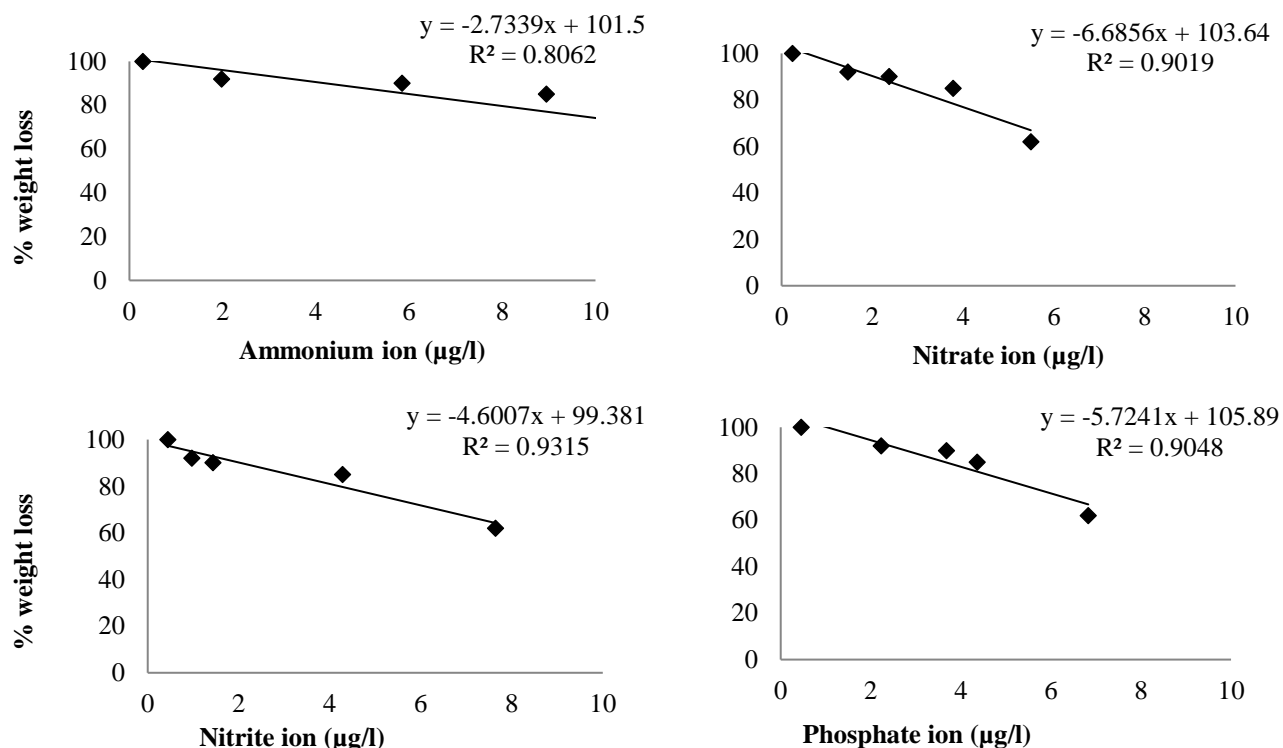 y = -2.7339x + 101.5
R² = 0.8062
100
80
60
40
20
0
0 2 4 6 8 10
% weight loss
Ammonium ion (µg/l)
y = -6.6856x + 103.64
R² = 0.9019
100
80
60
40
20
0
0 2 4 6 8 10
Nitrate ion (µg/l)
y = -4.6007x + 99.381
R² = 0.9315
100
80
60
40
20
0
0 2 4 6 8 10
% weight loss
Nitrite ion (µg/l)
y = -5.7241x + 105.89
R² = 0.9048
100
80
60
40
20
0
0 2 4 6 8 10
Phosphate ion (µg/l)